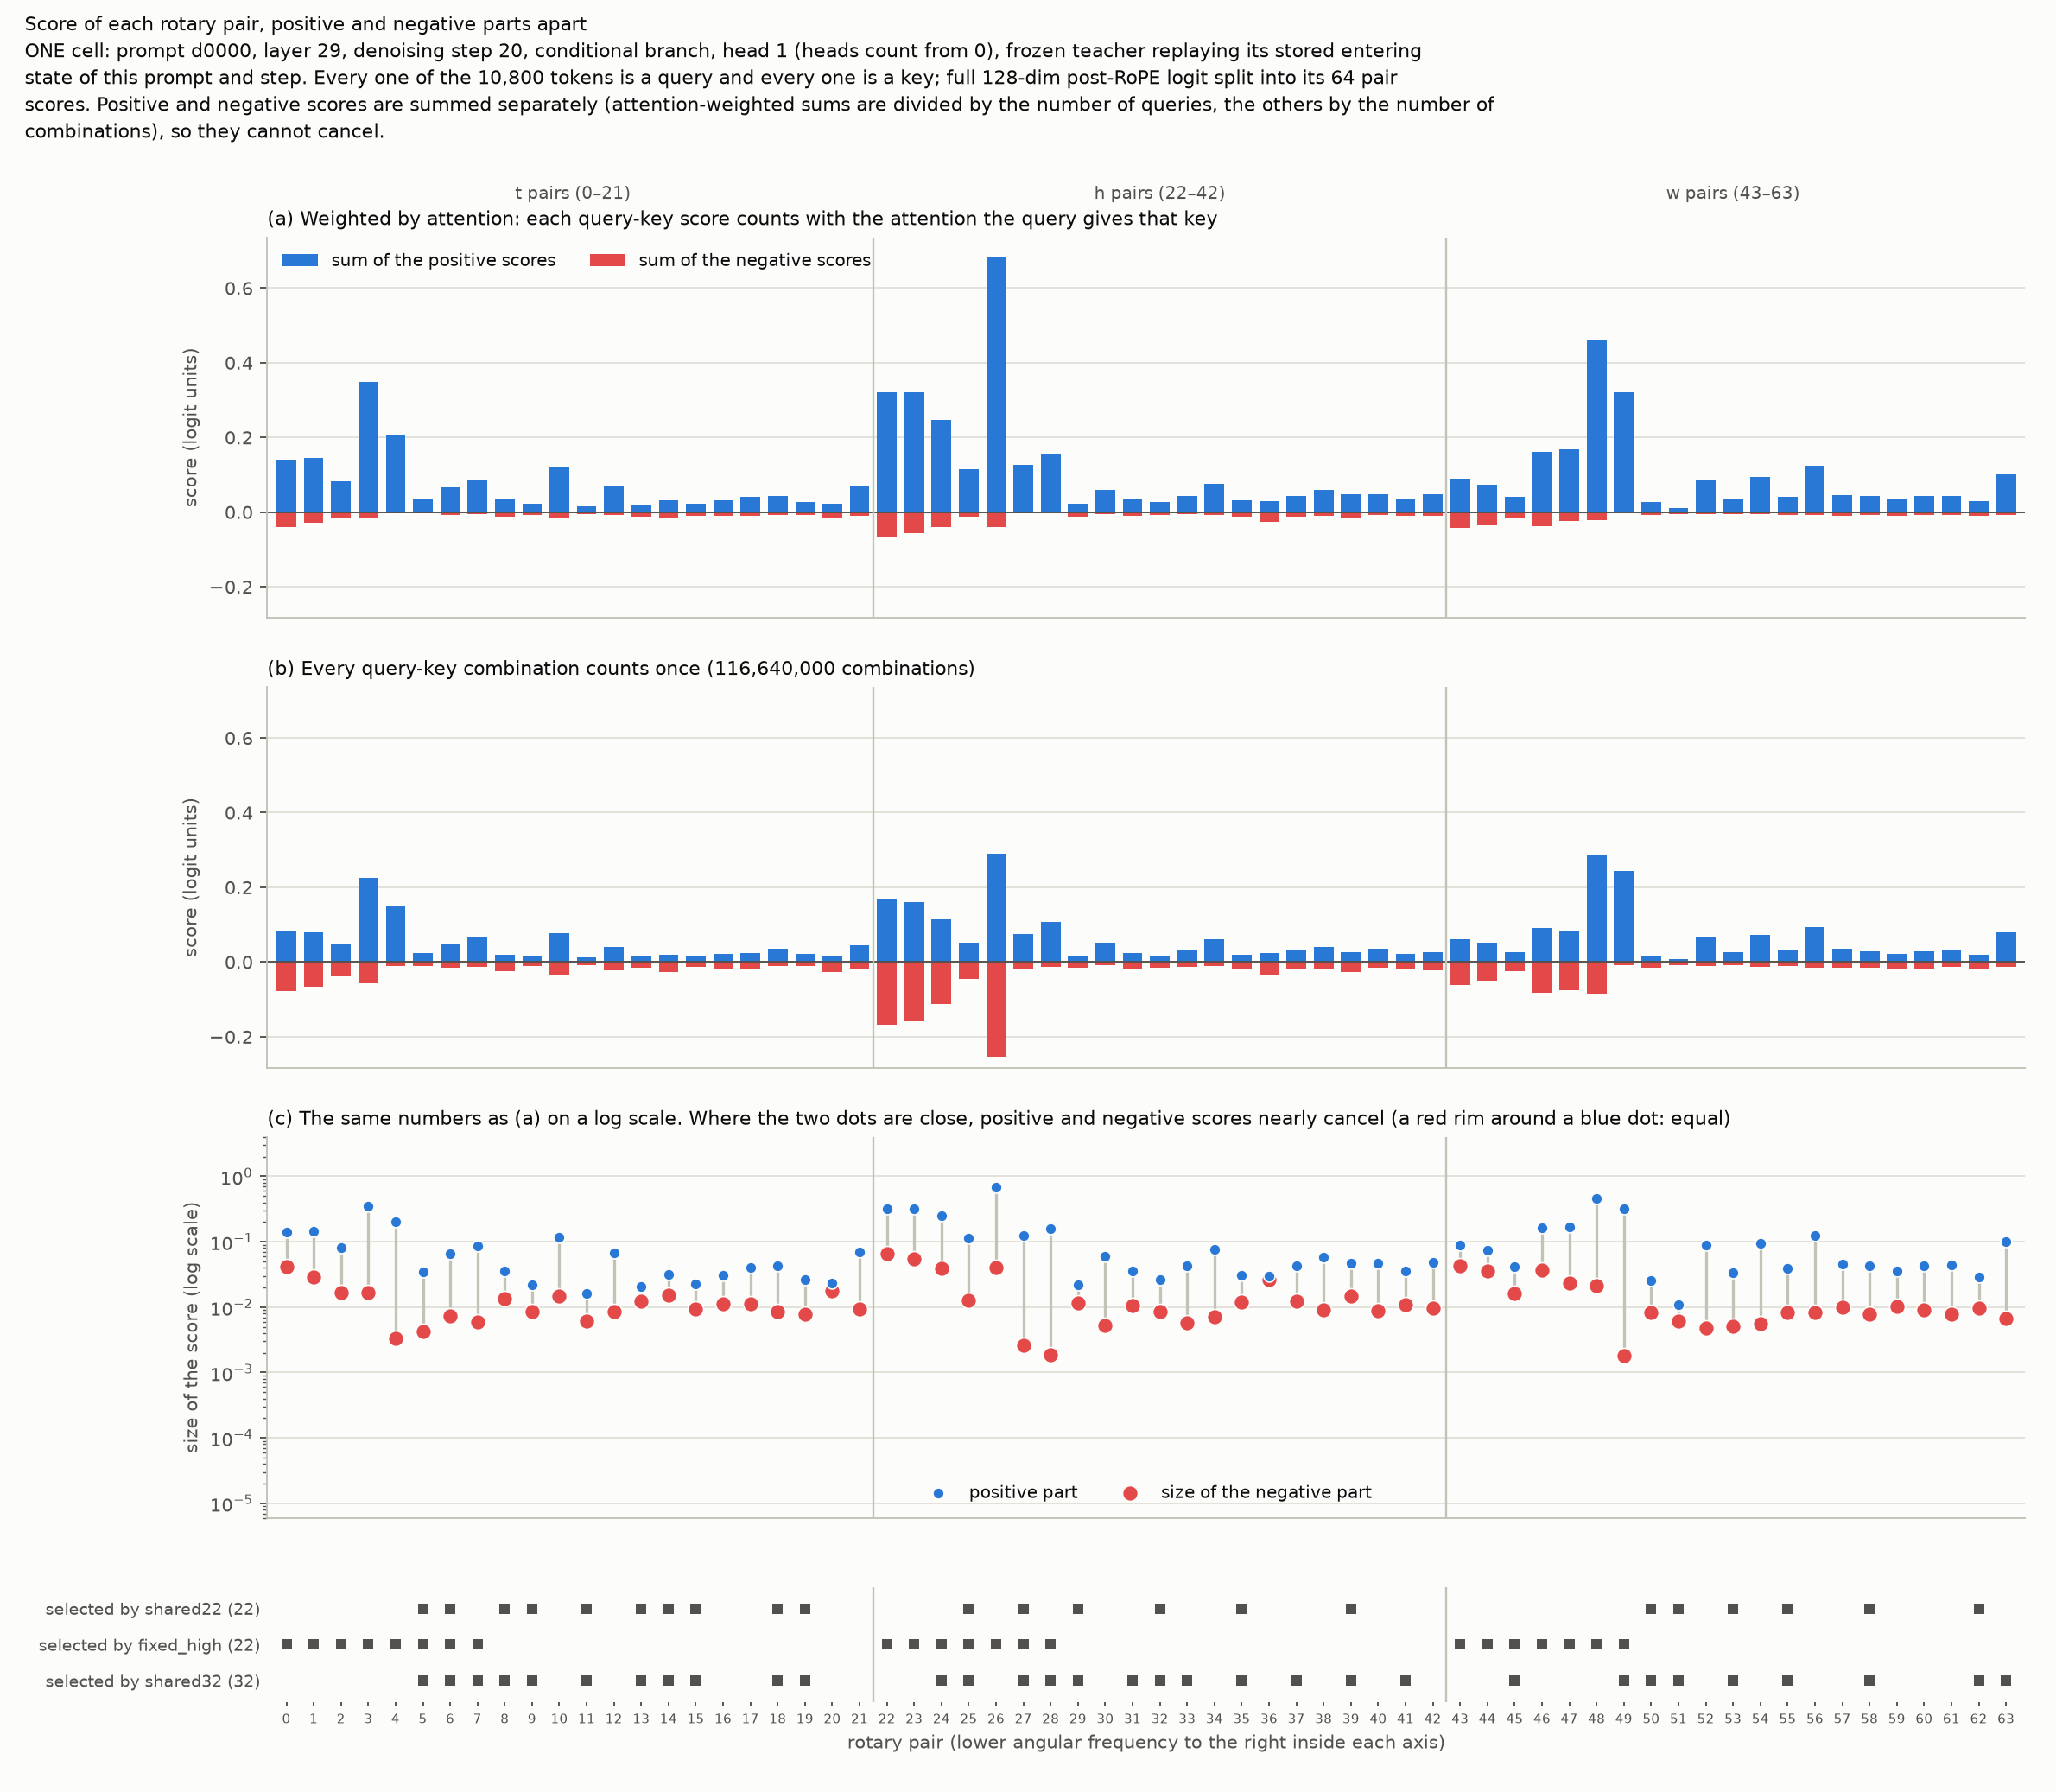 Score of each rotary pair, positive and negative parts apart
ONE cell: prompt d0000, layer 29, denoising step 20, conditional branch, head 1 (heads count from 0), frozen teacher replaying its stored entering
state of this prompt and step. Every one of the 10,800 tokens is a query and every one is a key; full 128-dim post-RoPE logit split into its 64 pair
scores. Positive and negative scores are summed separately (attention-weighted sums are divided by the number of queries, the others by the number of
combinations), so they cannot cancel.
t pairs (0–21) h pairs (22–42) w pairs (43–63)
(a) Weighted by attention: each query-key score counts with the attention the query gives that key
sum of the positive scores sum of the negative scores
0.6
0.4
0.2
0.0
−0.2
score (logit units)
(b) Every query-key combination counts once (116,640,000 combinations)
0.6
0.4
0.2
0.0
−0.2
score (logit units)
(c) The same numbers as (a) on a log scale. Where the two dots are close, positive and negative scores nearly cancel (a red rim around a blue dot: equal)
10⁰
10⁻¹
10⁻²
10⁻³
10⁻⁴
10⁻⁵
size of the score (log scale)
positive part size of the negative part
selected by shared22 (22)
selected by fixed_high (22)
selected by shared32 (32)
0 1 2 3 4 5 6 7 8 9 10 11 12 13 14 15 16 17 18 19 20 21 22 23 24 25 26 27 28 29 30 31 32 33 34 35 36 37 38 39 40 41 42 43 44 45 46 47 48 49 50 51 52 53 54 55 56 57 58 59 60 61 62 63
rotary pair (lower angular frequency to the right inside each axis)